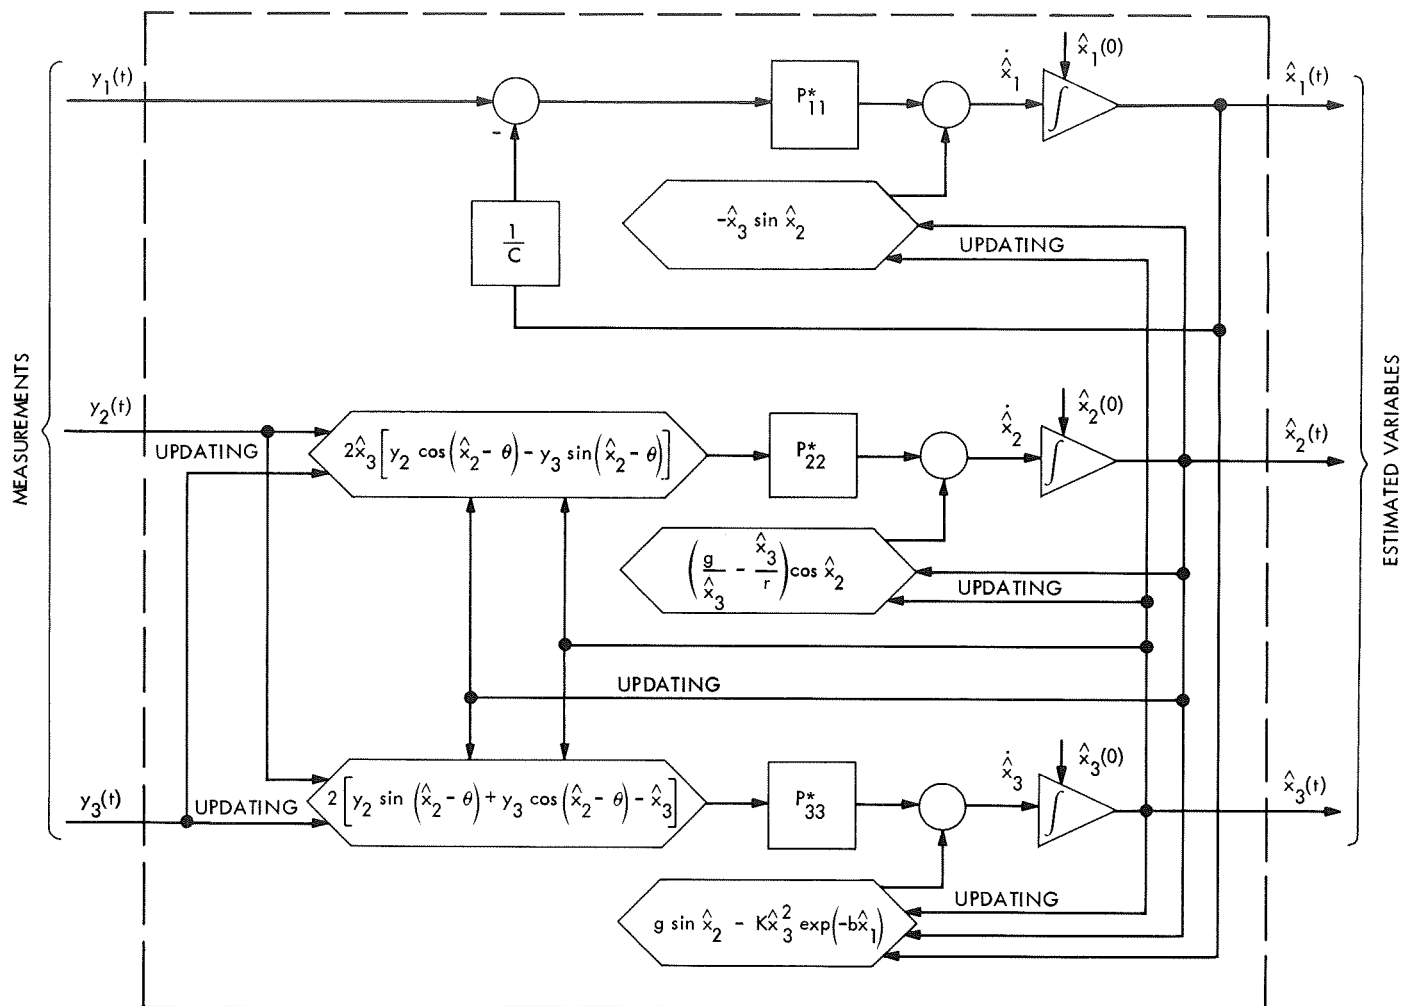 MEASUREMENTS
y₁(t)
-
P*₁₁
ẋ̂₁
x̂₁(0)
∫
x̂₁(t)
1/C
-x̂₃ sin x̂₂
UPDATING
y₂(t)
UPDATING
2x̂₃[y₂ cos(x̂₂ - θ) - y₃ sin(x̂₂ - θ)]
P*₂₂
ẋ̂₂
x̂₂(0)
∫
x̂₂(t)
(g/x̂₃ - x̂₃/r) cos x̂₂
UPDATING
UPDATING
y₃(t)
UPDATING
2[y₂ sin(x̂₂ - θ) + y₃ cos(x̂₂ - θ) - x̂₃]
P*₃₃
ẋ̂₃
x̂₃(0)
∫
x̂₃(t)
g sin x̂₂ - Kx̂₃² exp(-bx̂₁)
UPDATING
ESTIMATED VARIABLES